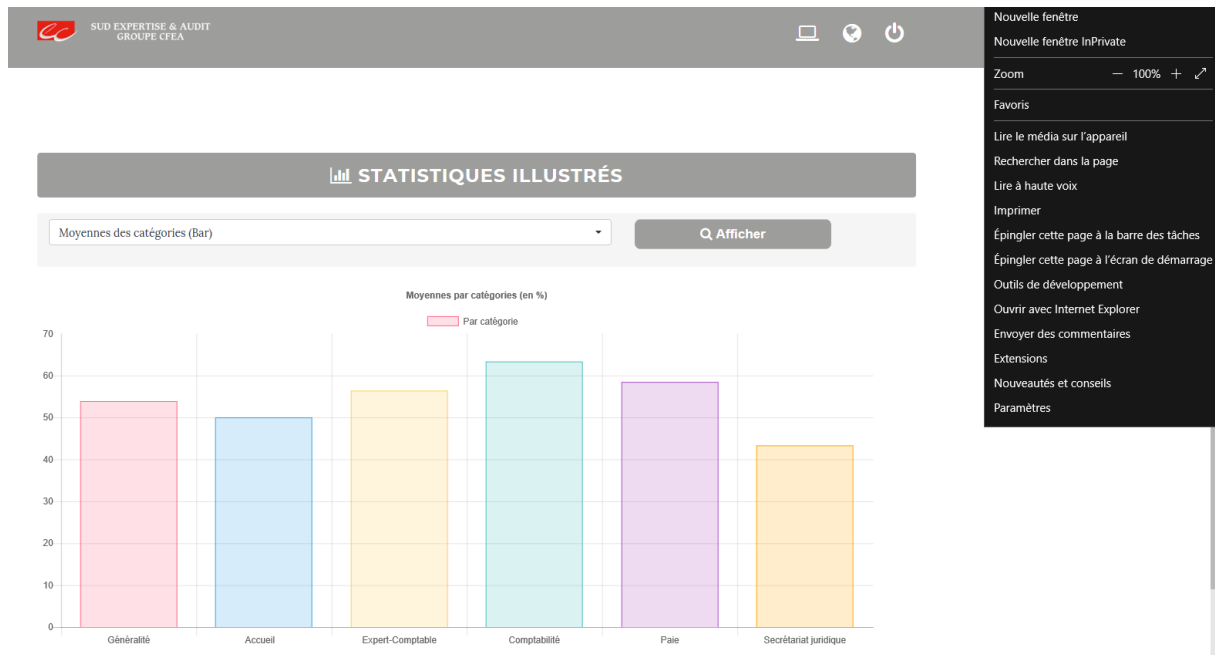 SUD EXPERTISE & AUDIT
GROUPE CFEA
STATISTIQUES ILLUSTRÉS
Moyennes des catégories (Bar)
Afficher
Moyennes par catégories (en %)
Par catégorie
70
60
50
40
30
20
10
0
Généralité
Accueil
Expert-Comptable
Comptabilité
Paie
Secrétariat juridique
Nouvelle fenêtre
Nouvelle fenêtre InPrivate
Zoom — 100% +
Favoris
Lire le média sur l'appareil
Rechercher dans la page
Lire à haute voix
Imprimer
Épingler cette page à la barre des tâches
Épingler cette page à l'écran de démarrage
Outils de développement
Ouvrir avec Internet Explorer
Envoyer des commentaires
Extensions
Nouveautés et conseils
Paramètres